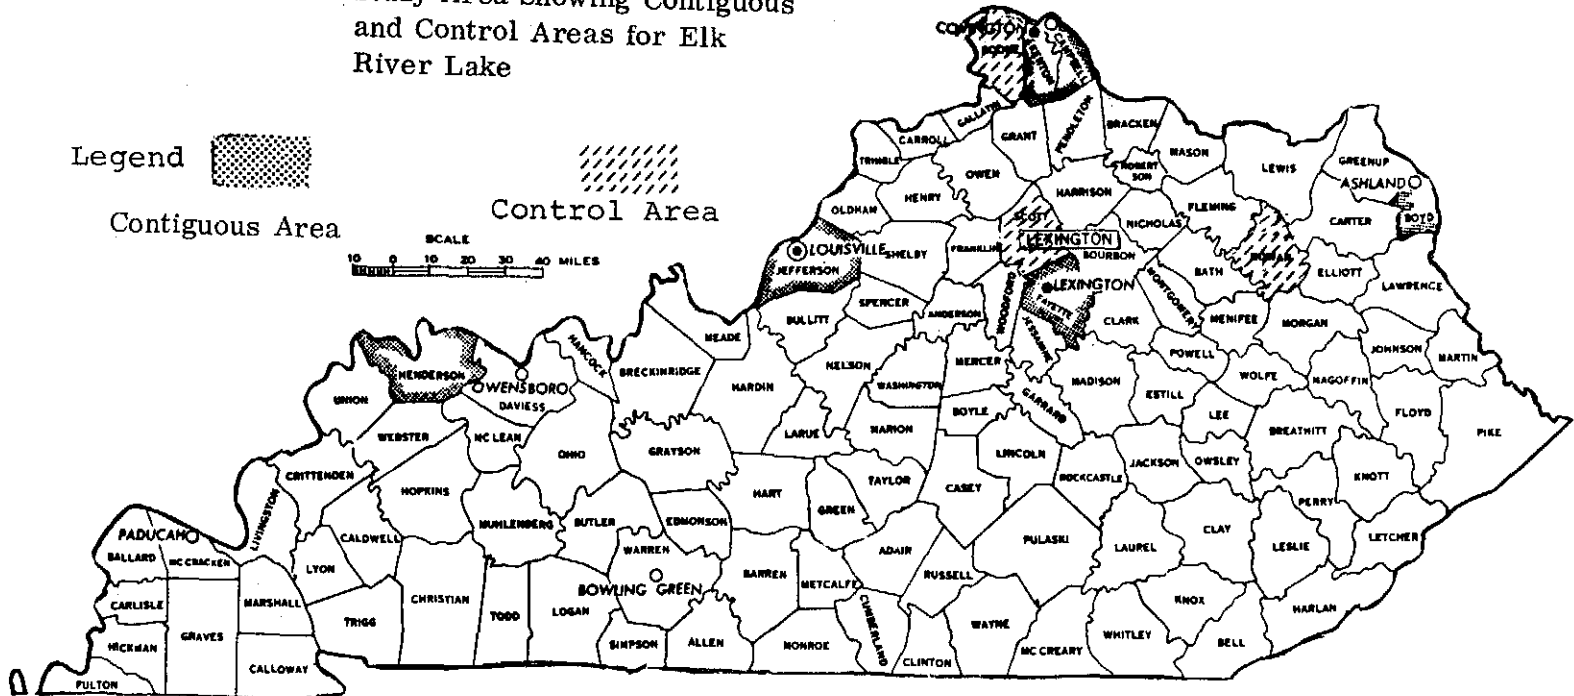 Area Showing Contiguous
and Control Areas for Elk
River Lake
Legend
Contiguous Area
Control Area
SCALE
10 0 10 20 30 40 MILES
COVINGTON
BOONE
KENTON
CAMPBELL
GALLATIN
CARROLL
TRIMBLE
GRANT
PENDLETON
BRACKEN
MASON
ROBERT
SON
LEWIS
GREENUP
ASHLAND
BOYD
CARTER
OWEN
HENRY
OLDHAM
HARRISON
NICHOLAS
FLEMING
SCOTT
LEXINGTON
BOURBON
FRANKLIN
SHELBY
LOUISVILLE
JEFFERSON
BATH
ROWAN
ELLIOTT
LAWRENCE
LEXINGTON
FAYETTE
WOODFORD
JESSAMINE
CLARK
MONTGOMERY
MENIFEE
MORGAN
SPENCER
ANDERSON
BULLITT
MEADE
HANCOCK
BRECKINRIDGE
HARDIN
NELSON
WASHINGTON
MERCER
MADISON
POWELL
WOLFE
MAGOFFIN
JOHNSON
MARTIN
HENDERSON
OWENSBORO
DAVIESS
UNION
WEBSTER
MC LEAN
OHIO
GRAYSON
LARUE
MARION
BOYLE
GARRARD
ESTILL
LEE
BREATHITT
FLOYD
PIKE
CRITTENDEN
LIVINGSTON
HOPKINS
MUHLENBERG
BUTLER
EDMONSON
HART
GREEN
TAYLOR
CASEY
LINCOLN
ROCKCASTLE
JACKSON
OWSLEY
PERRY
KNOTT
LETCHER
PADUCAH
BALLARD
MC CRACKEN
LYON
CALDWELL
WARREN
BOWLING GREEN
BARREN
METCALFE
ADAIR
RUSSELL
PULASKI
LAUREL
CLAY
LESLIE
HARLAN
CARLISLE
MARSHALL
HICKMAN
GRAVES
TRIGG
CHRISTIAN
TODD
LOGAN
SIMPSON
ALLEN
MONROE
CUMBERLAND
CLINTON
WAYNE
MC CREARY
WHITLEY
KNOX
BELL
FULTON
CALLOWAY